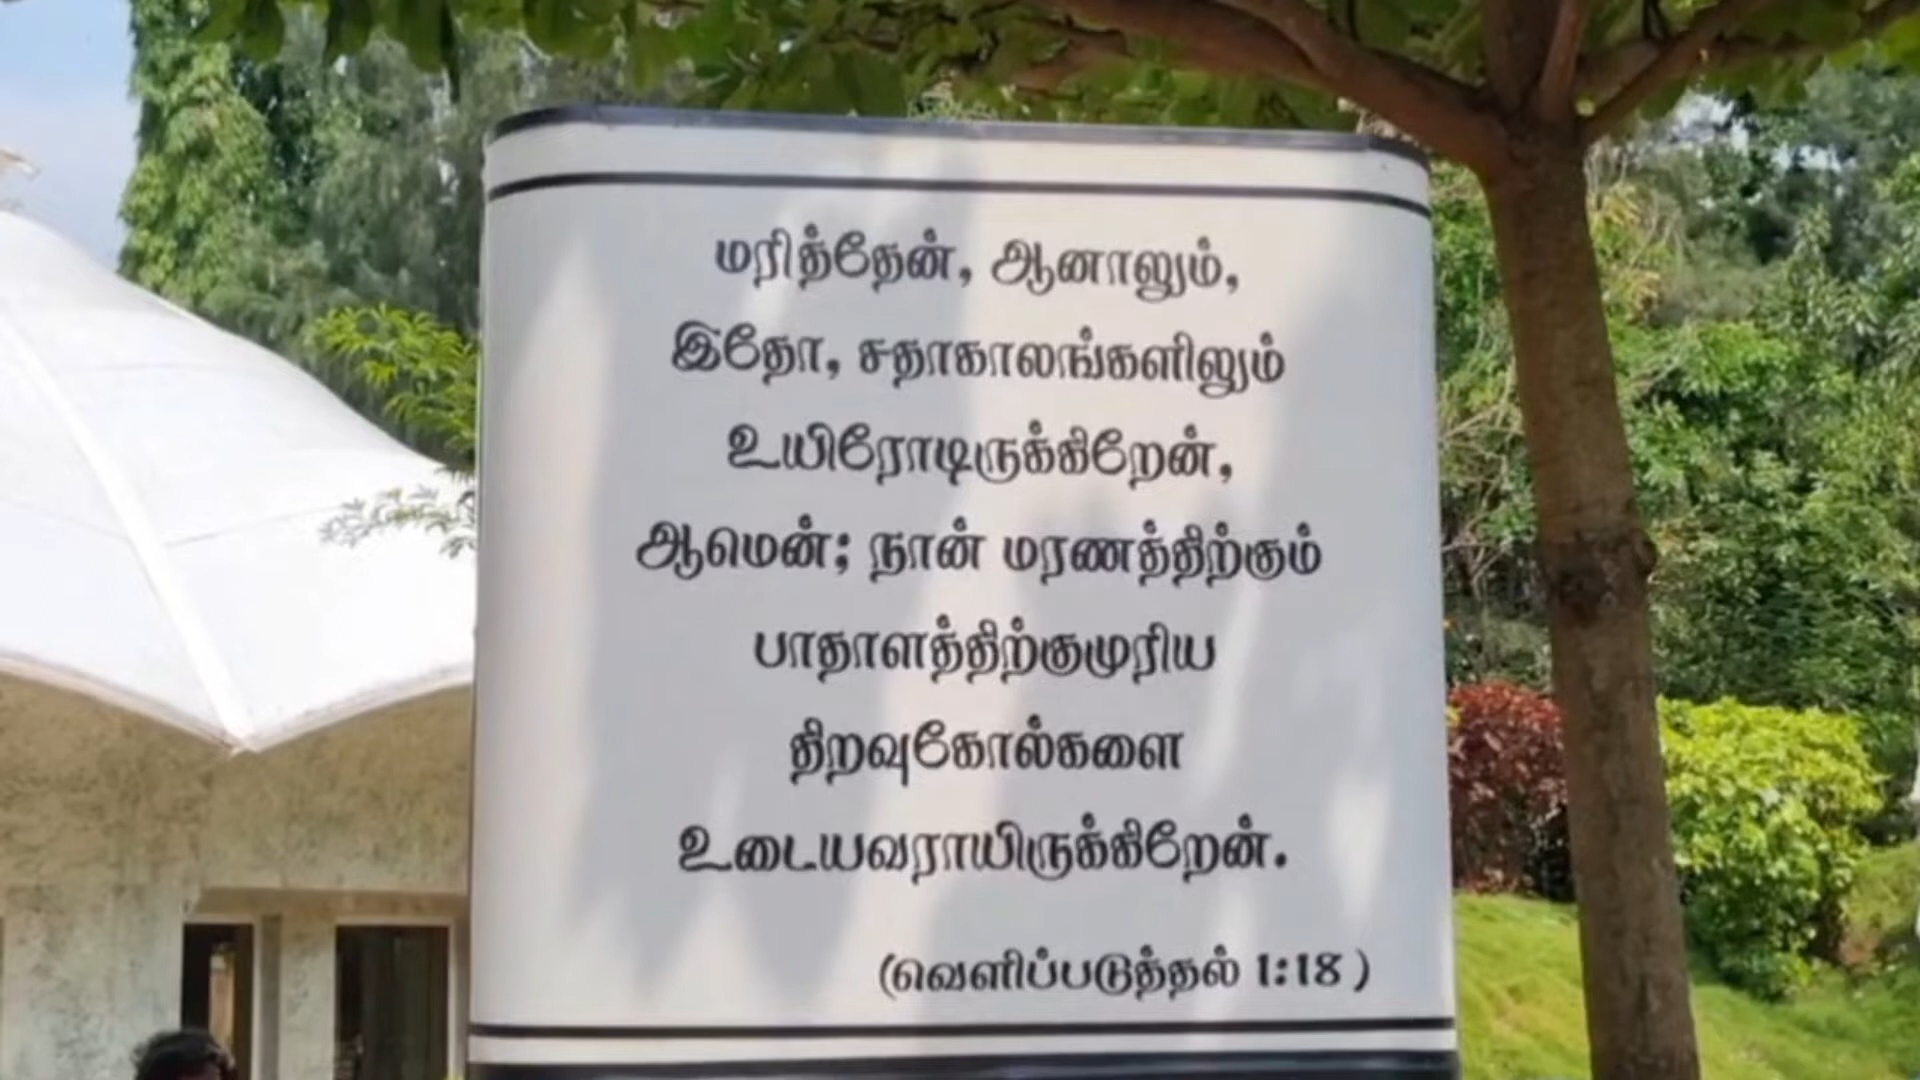 மரித்தேன், ஆனாலும்,
இதோ, சதாகாலங்களிலும்
உயிரோடிருக்கிறேன்,
ஆமென்; நான் மரணத்திற்கும்
பாதாளத்திற்குமுரிய
திறவுகோல்களை
உடையவராயிருக்கிறேன்.
(வெளிப்படுத்தல் 1:18 )